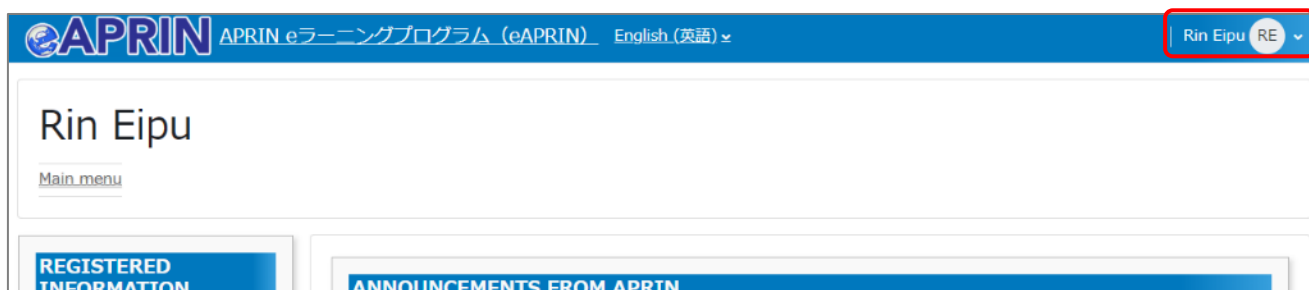 APRIN APRIN eラーニングプログラム（eAPRIN） English (英語) Rin Eipu RE
Rin Eipu
Main menu
REGISTERED
INFORMATION
ANNOUNCEMENTS FROM APRIN